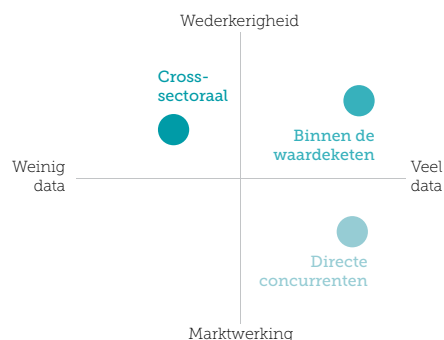 Wederkerigheid
Cross-
sectoraal
Binnen de
waardeketen
Weinig
data
Veel
data
Directe
concurrenten
Marktwerking